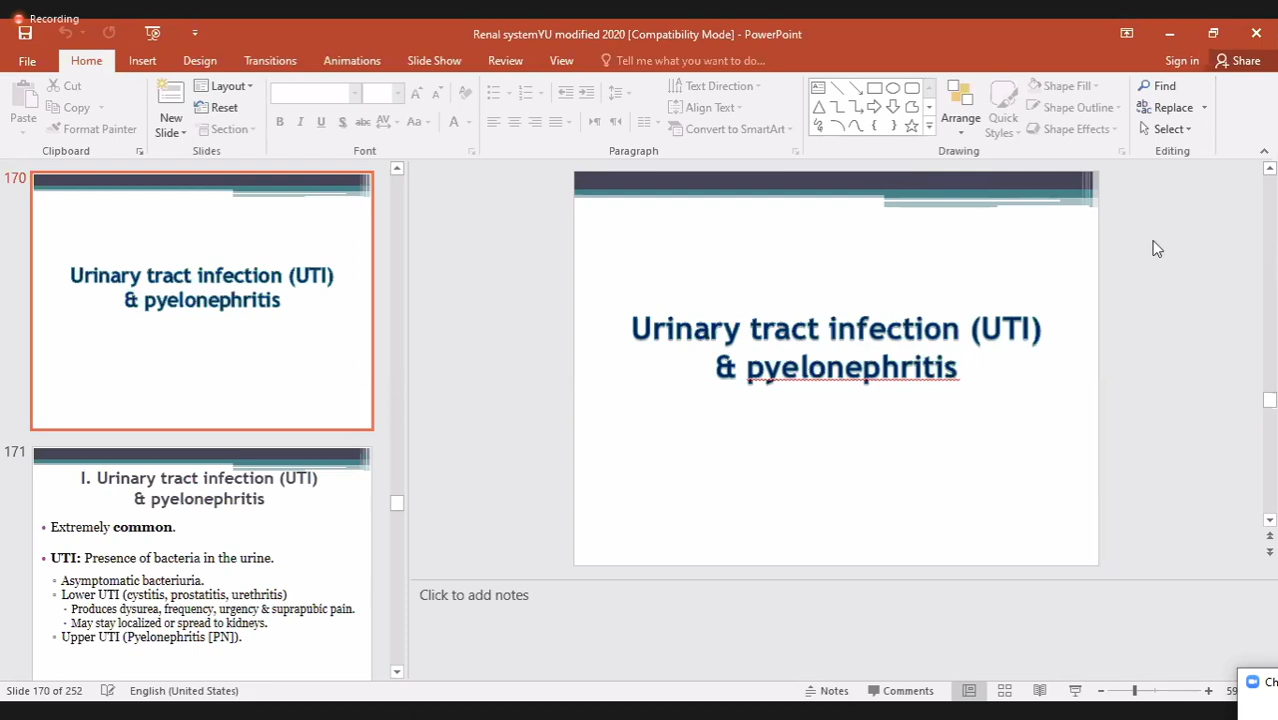 Recording
Renal systemYU modified 2020 [Compatibility Mode] - PowerPoint
File Home Insert Design Transitions Animations Slide Show Review View Tell me what you want to do... Sign in Share
Paste
Cut
Copy
Format Painter
Clipboard
New
Slide
Layout
Reset
Section
Slides
B I U S abc AV Aa A
Font
Text Direction
Align Text
Convert to SmartArt
Paragraph
Arrange
Quick
Styles
Shape Fill
Shape Outline
Shape Effects
Drawing
Find
Replace
Select
Editing
170
Urinary tract infection (UTI)
& pyelonephritis
171
I. Urinary tract infection (UTI)
& pyelonephritis
• Extremely common.
• UTI: Presence of bacteria in the urine.
▫ Asymptomatic bacteriuria.
▫ Lower UTI (cystitis, prostatitis, urethritis)
· Produces dysurea, frequency, urgency & suprapubic pain.
· May stay localized or spread to kidneys.
▫ Upper UTI (Pyelonephritis [PN]).
Urinary tract infection (UTI)
& pyelonephritis
Click to add notes
Slide 170 of 252 English (United States) Notes Comments